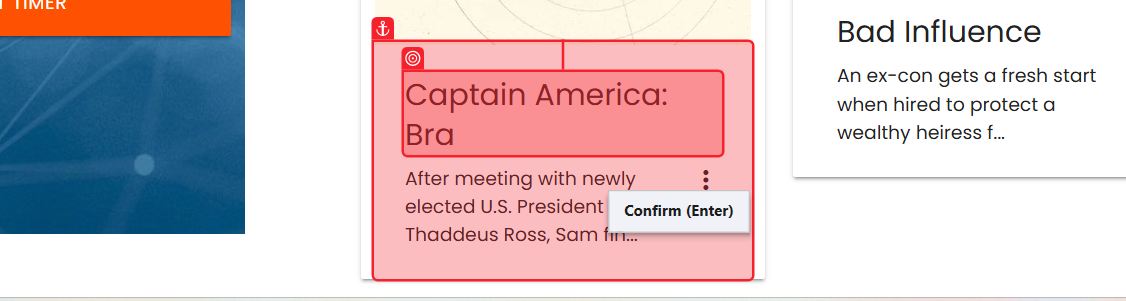 TIMER
Captain America:
Bra
After meeting with newly
elected U.S. President
Thaddeus Ross, Sam fin...
Confirm (Enter)
Bad Influence
An ex-con gets a fresh start
when hired to protect a
wealthy heiress f...